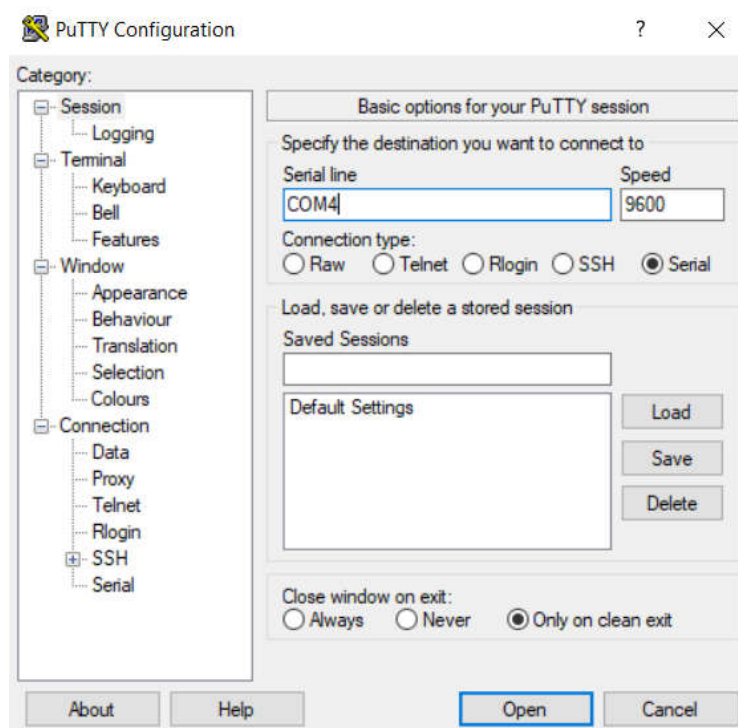 PuTTY Configuration
?
Category:
Session
Logging
Terminal
Keyboard
Bell
Features
Window
Appearance
Behaviour
Translation
Selection
Colours
Connection
Data
Proxy
Telnet
Rlogin
SSH
Serial
Basic options for your PuTTY session
Specify the destination you want to connect to
Serial line Speed
COM4 9600
Connection type:
Raw Telnet Rlogin SSH Serial
Load, save or delete a stored session
Saved Sessions
Default Settings
Load
Save
Delete
Close window on exit:
Always Never Only on clean exit
About Help Open Cancel